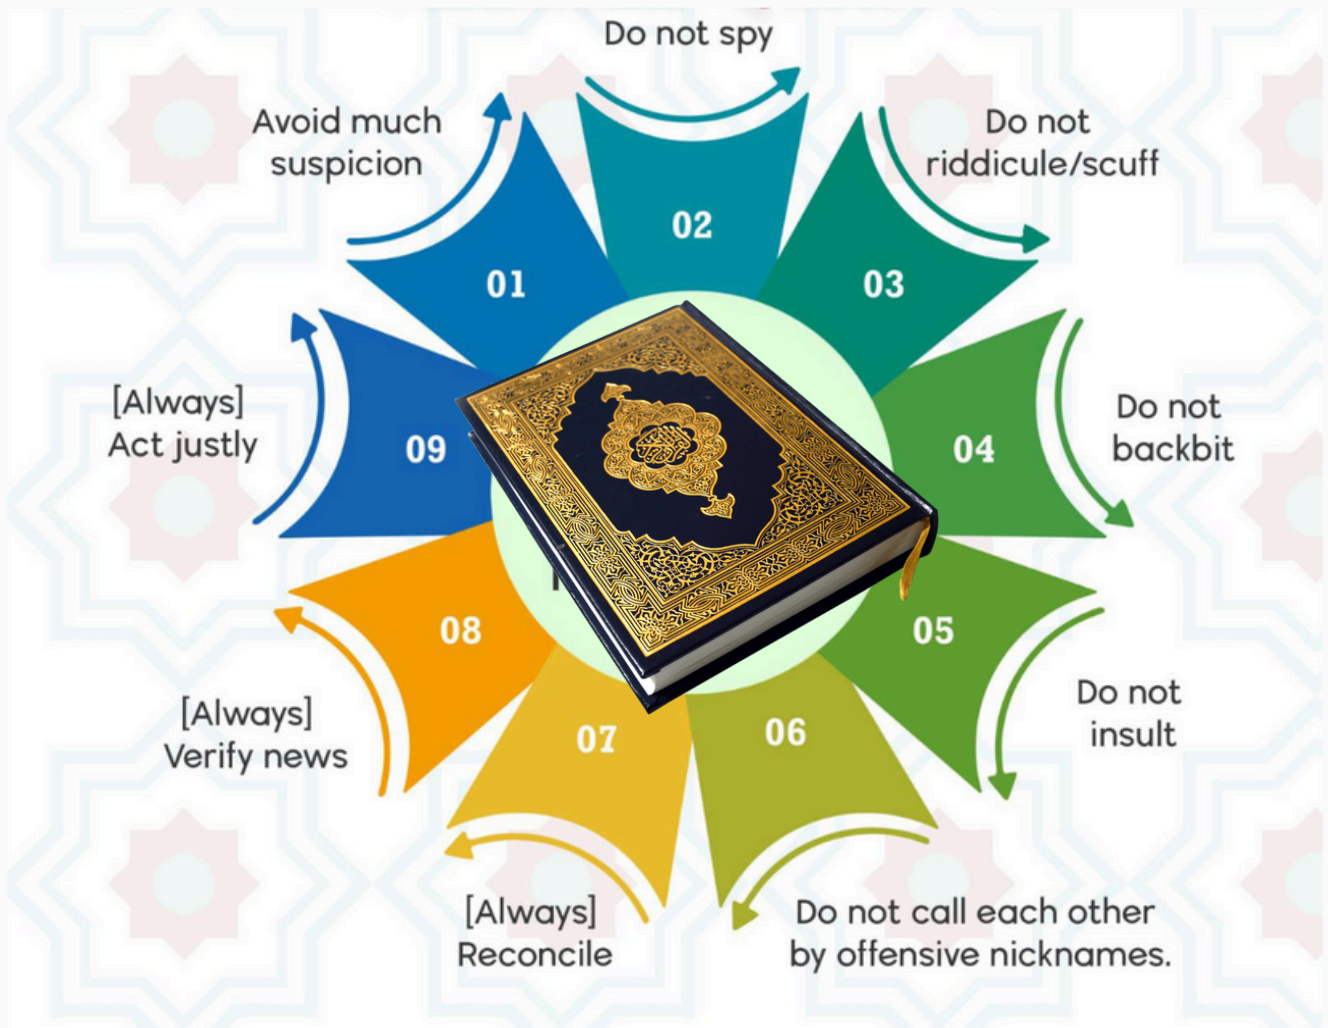 Do not spy
Avoid much
suspicion
Do not
riddicule/scuff
02
01
03
[Always]
Act justly
Do not
backbit
09
04
08
05
[Always]
Verify news
Do not
insult
07
06
[Always]
Reconcile
Do not call each other
by offensive nicknames.